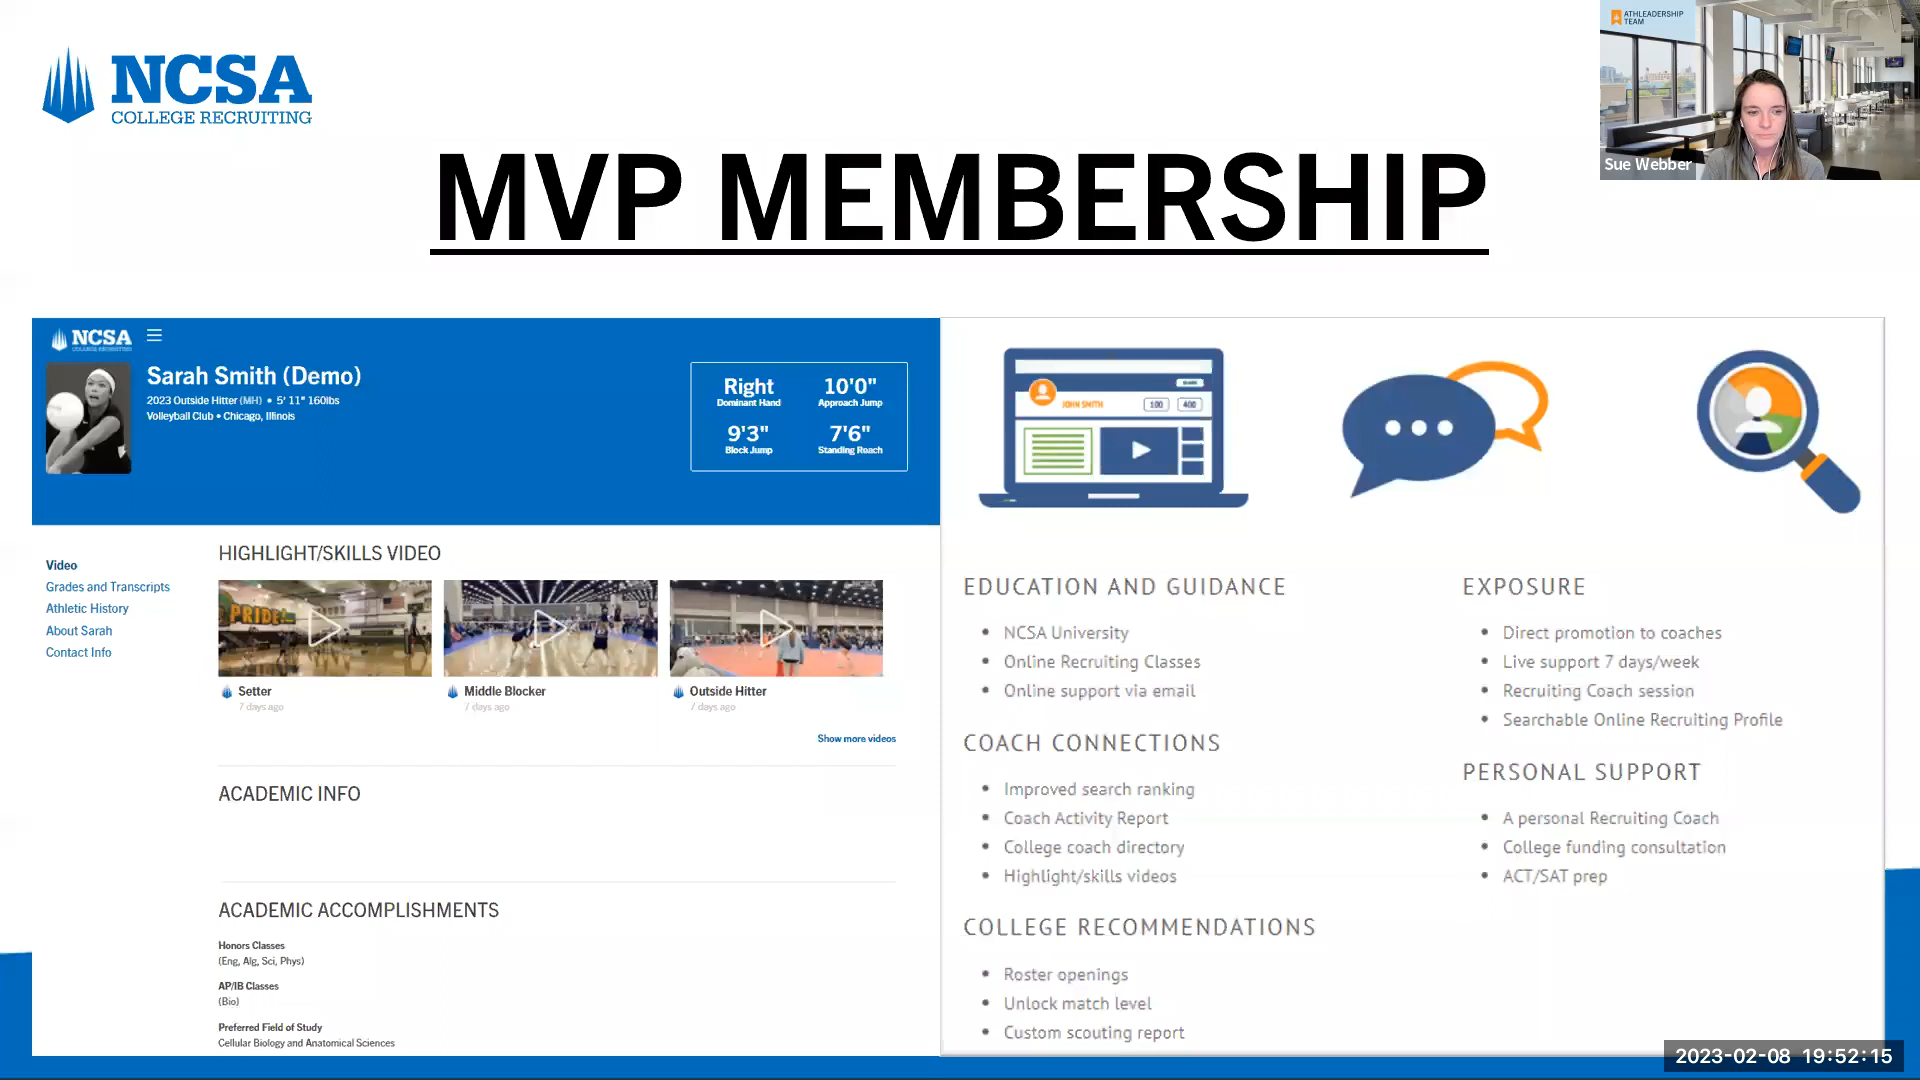 NCSA
COLLEGE RECRUITING
ATHLEADERSHIP
TEAM
Sue Webber
MVP MEMBERSHIP
NCSA
COLLEGE RECRUITING
Sarah Smith (Demo)
2023 Outside Hitter (MH) • 5' 11" 160lbs
Volleyball Club • Chicago, Illinois
Right
Dominant Hand
10'0"
Approach Jump
9'3"
Block Jump
7'6"
Standing Reach
Video
Grades and Transcripts
Athletic History
About Sarah
Contact Info
HIGHLIGHT/SKILLS VIDEO
PRIDE!
Setter
7 days ago
Middle Blocker
7 days ago
Outside Hitter
7 days ago
Show more videos
ACADEMIC INFO
ACADEMIC ACCOMPLISHMENTS
Honors Classes
(Eng, Alg, Sci, Phys)
AP/IB Classes
(Bio)
Preferred Field of Study
Cellular Biology and Anatomical Sciences
JOHN SMITH
100
400
EDUCATION AND GUIDANCE
• NCSA University
• Online Recruiting Classes
• Online support via email
COACH CONNECTIONS
• Improved search ranking
• Coach Activity Report
• College coach directory
• Highlight/skills videos
COLLEGE RECOMMENDATIONS
• Roster openings
• Unlock match level
• Custom scouting report
EXPOSURE
• Direct promotion to coaches
• Live support 7 days/week
• Recruiting Coach session
• Searchable Online Recruiting Profile
PERSONAL SUPPORT
• A personal Recruiting Coach
• College funding consultation
• ACT/SAT prep
2023-02-08 19:52:15